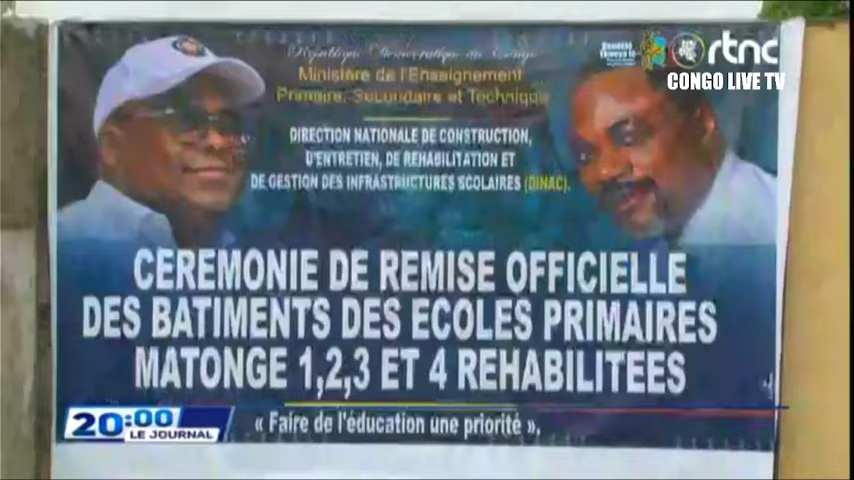 rtnc
CONGO LIVE TV
République Démocratique du Congo
Ministère de l'Enseignement
Primaire, Secondaire et Technique
DIRECTION NATIONALE DE CONSTRUCTION,
D'ENTRETIEN, DE REHABILITATION ET
DE GESTION DES INFRASTRUCTURES SCOLAIRES (DINAC).
CEREMONIE DE REMISE OFFICIELLE
DES BATIMENTS DES ECOLES PRIMAIRES
MATONGE 1,2,3 ET 4 REHABILITEES
« Faire de l'éducation une priorité ».
20:00
LE JOURNAL